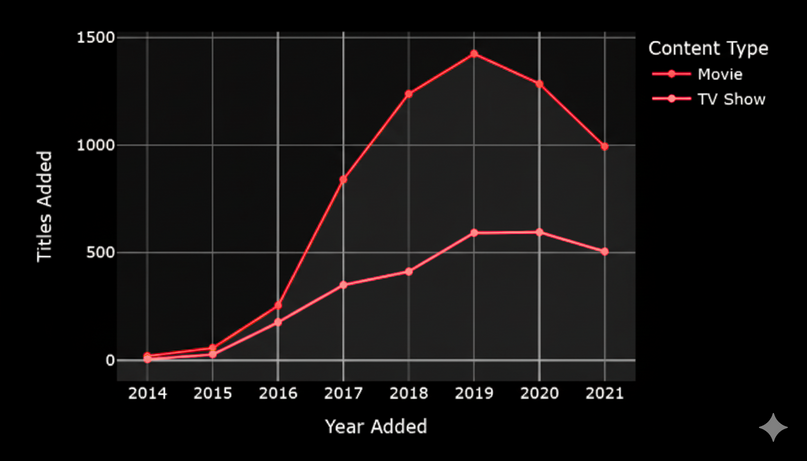 1500
1000
500
0
Titles Added
2014 2015 2016 2017 2018 2019 2020 2021
Year Added
Content Type
Movie
TV Show